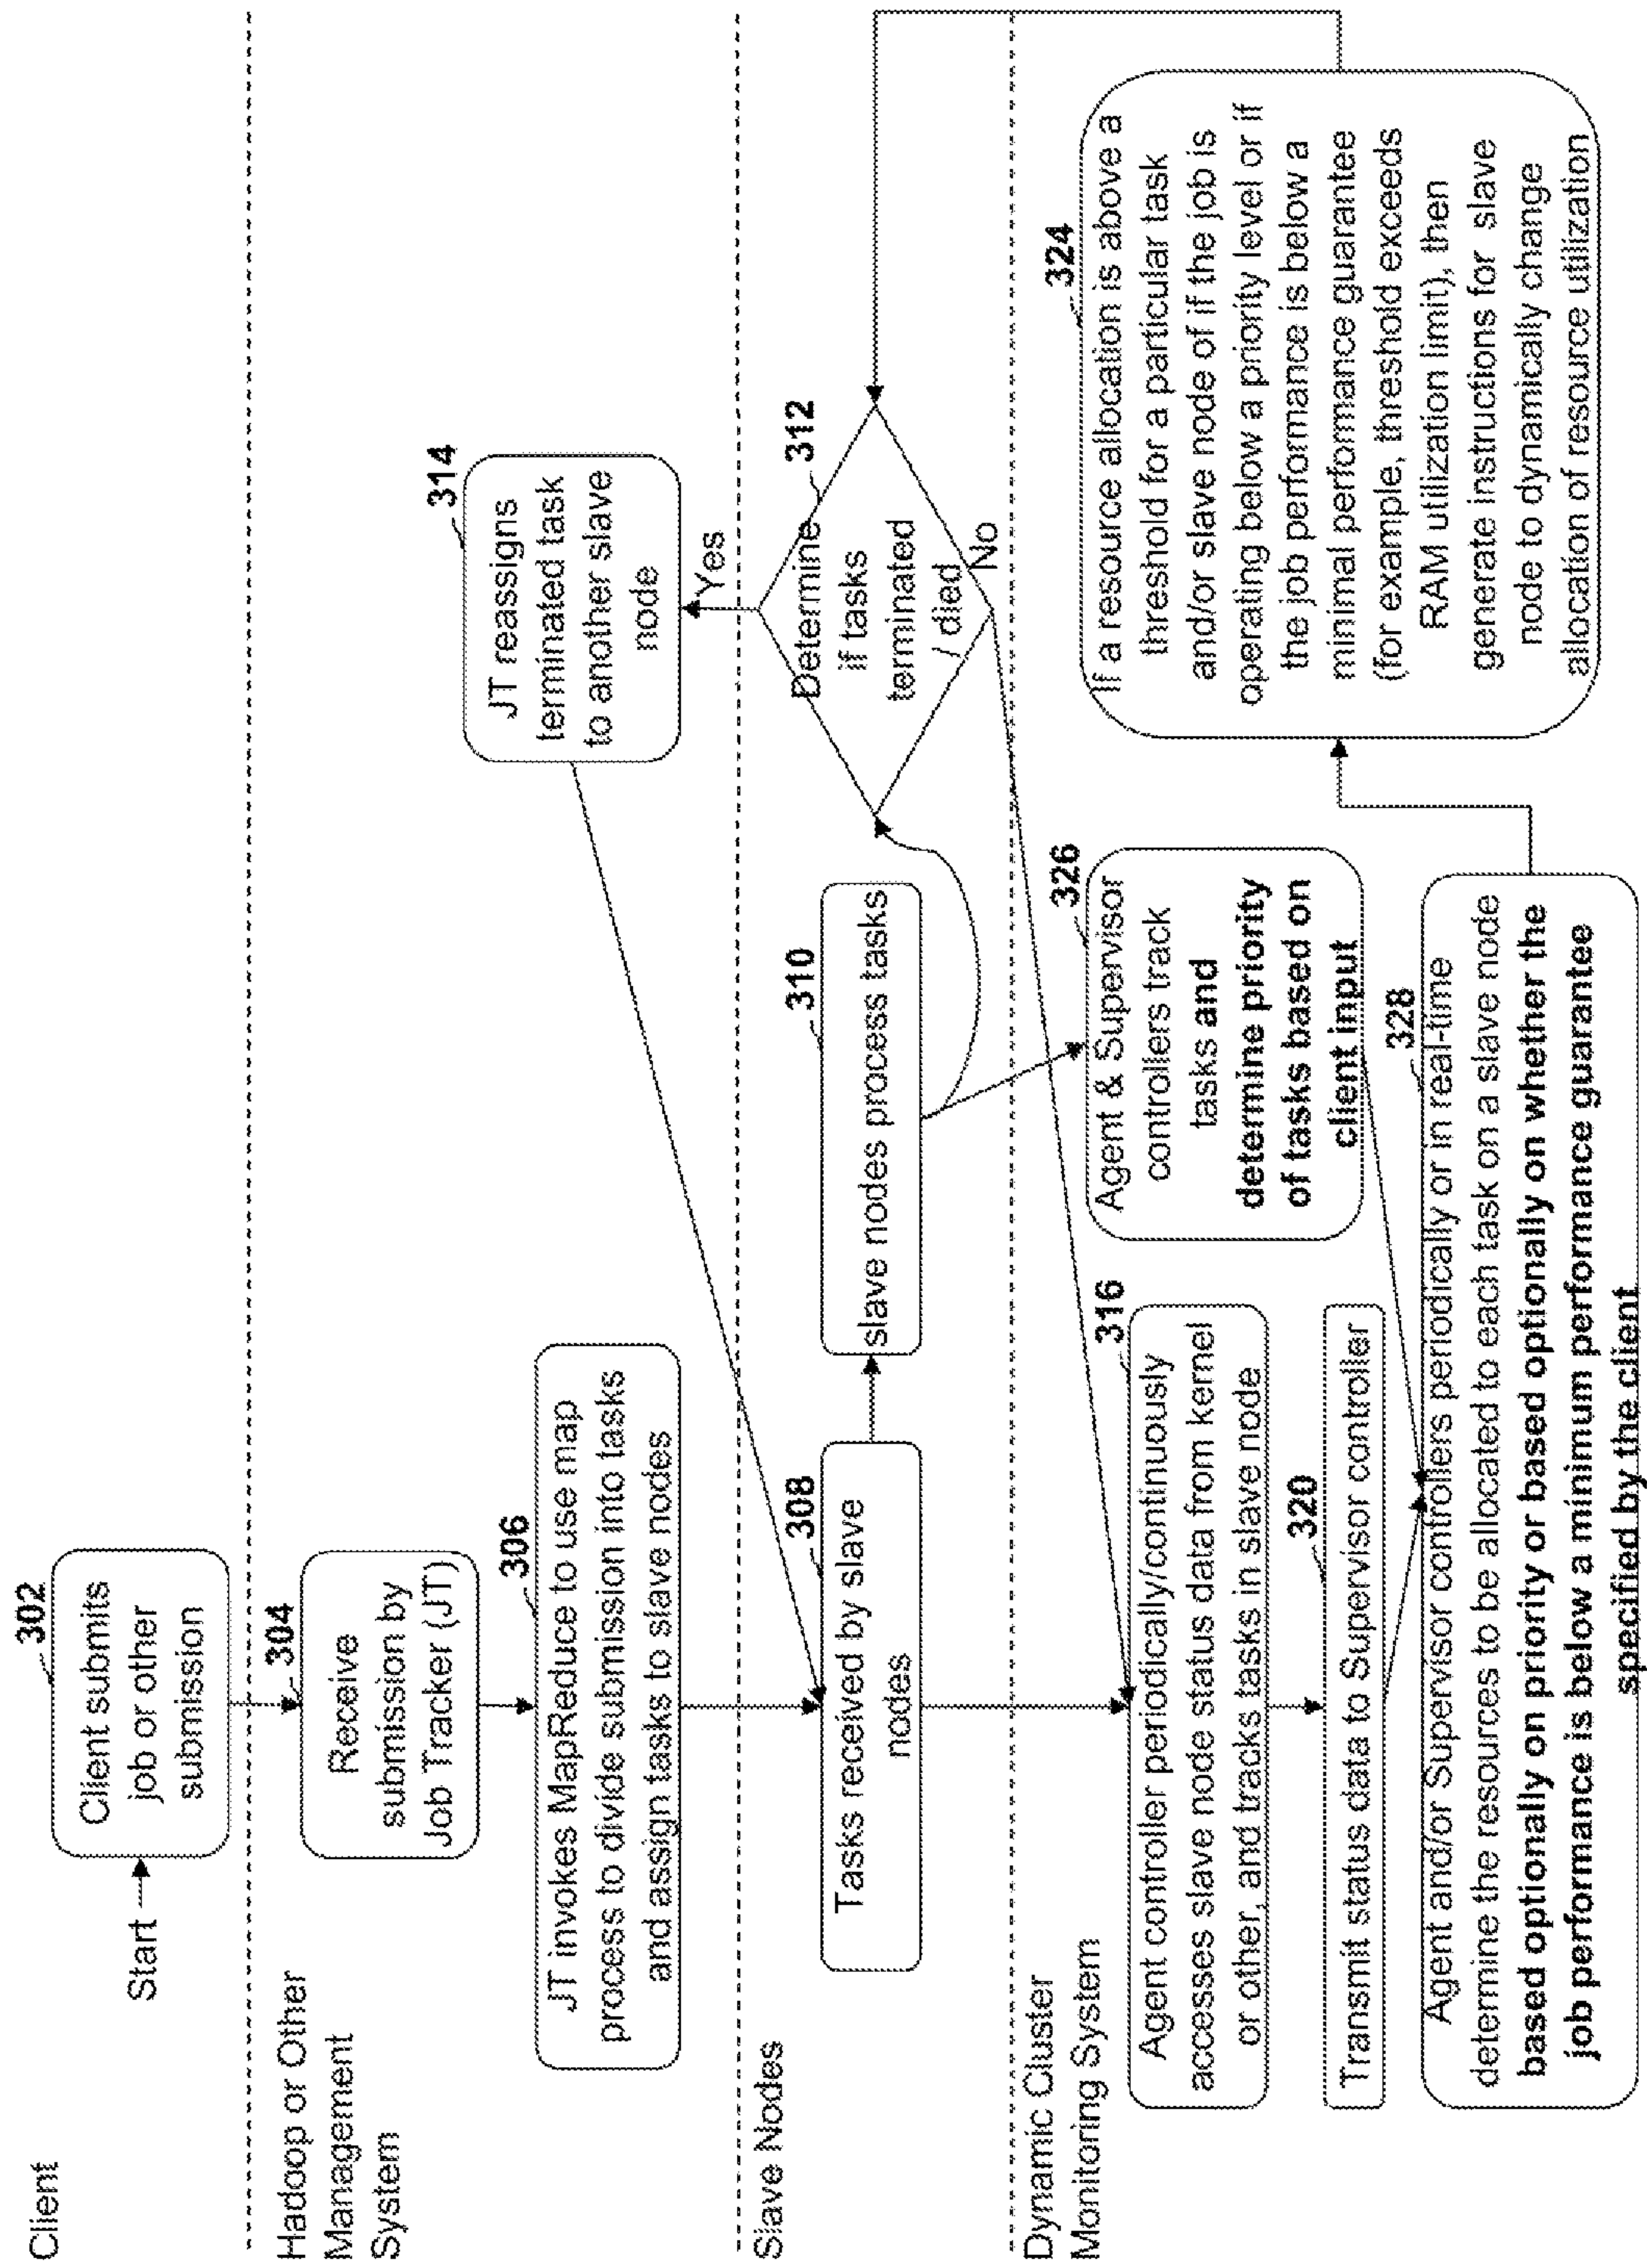 Client
302
Start
Client submits
job or other
submission
Hadoop or Other
Management
System
304
Receive
submission by
Job Tracker (JT)
306
JT invokes MapReduce to use map
process to divide submission into tasks
and assign tasks to slave nodes
314
JT reassigns
terminated task
to another slave
node
Yes
Slave Nodes
308
Tasks received by slave
nodes
310
slave nodes process tasks
312
Determine
if tasks
terminated
/ died
No
Dynamic Cluster
Monitoring System
316
Agent controller periodically/continuously
accesses slave node status data from kernel
or other, and tracks tasks in slave node
320
Transmit status data to Supervisor controller
326
Agent & Supervisor
controllers track
tasks and
determine priority
of tasks based on
client input
328
Agent and/or Supervisor controllers periodically or in real-time
determine the resources to be allocated to each task on a slave node
based optionally on priority or based optionally on whether the
job performance is below a minimum performance guarantee
specified by the client
324
If a resource allocation is above a
threshold for a particular task
and/or slave node of if the job is
operating below a priority level or if
the job performance is below a
minimal performance guarantee
(for example, threshold exceeds
RAM utilization limit), then
generate instructions for slave
node to dynamically change
allocation of resource utilization